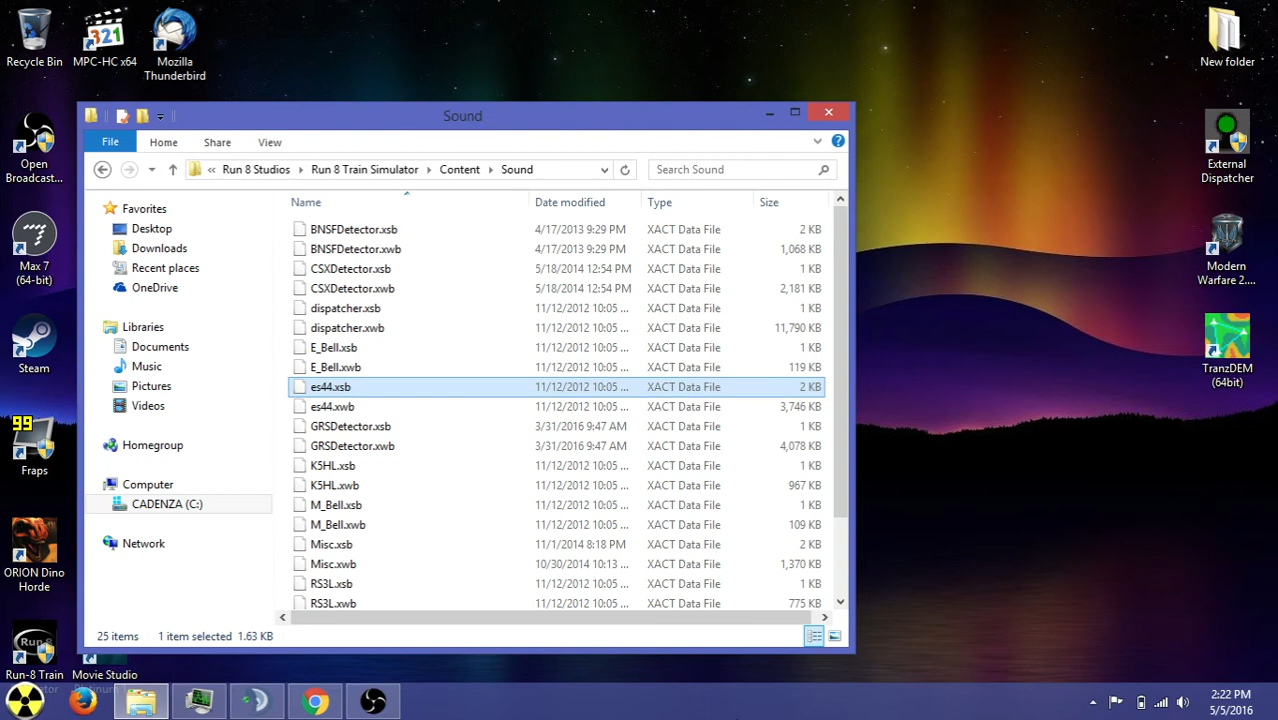 Recycle Bin
MPC-HC x64
Mozilla
Thunderbird
New folder
Open
Broadcast...
Max 7
(64-bit)
Steam
99
Fraps
ORION Dino
Horde
Run-8 Train
Movie Studio
External
Dispatcher
Modern
Warfare 2....
TranzDEM
(64bit)
Sound
File Home Share View
« Run 8 Studios Run 8 Train Simulator Content Sound
Search Sound
Favorites
Desktop
Downloads
Recent places
OneDrive
Libraries
Documents
Music
Pictures
Videos
Homegroup
Computer
CADENZA (C:)
Network
Name Date modified Type Size
BNSFDetector.xsb 4/17/2013 9:29 PM XACT Data File 2 KB
BNSFDetector.xwb 4/17/2013 9:29 PM XACT Data File 1,068 KB
CSXDetector.xsb 5/18/2014 12:54 PM XACT Data File 1 KB
CSXDetector.xwb 5/18/2014 12:54 PM XACT Data File 2,181 KB
dispatcher.xsb 11/12/2012 10:05 ... XACT Data File 1 KB
dispatcher.xwb 11/12/2012 10:05 ... XACT Data File 11,790 KB
E_Bell.xsb 11/12/2012 10:05 ... XACT Data File 1 KB
E_Bell.xwb 11/12/2012 10:05 ... XACT Data File 119 KB
es44.xsb 11/12/2012 10:05 ... XACT Data File 2 KB
es44.xwb 11/12/2012 10:05 ... XACT Data File 3,746 KB
GRSDetector.xsb 3/31/2016 9:47 AM XACT Data File 1 KB
GRSDetector.xwb 3/31/2016 9:47 AM XACT Data File 4,078 KB
K5HL.xsb 11/12/2012 10:05 ... XACT Data File 1 KB
K5HL.xwb 11/12/2012 10:05 ... XACT Data File 967 KB
M_Bell.xsb 11/12/2012 10:05 ... XACT Data File 1 KB
M_Bell.xwb 11/12/2012 10:05 ... XACT Data File 109 KB
Misc.xsb 11/1/2014 8:18 PM XACT Data File 2 KB
Misc.xwb 10/30/2014 10:13 ... XACT Data File 1,370 KB
RS3L.xsb 11/12/2012 10:05 ... XACT Data File 1 KB
RS3L.xwb 11/12/2012 10:05 ... XACT Data File 775 KB
25 items 1 item selected 1.63 KB
2:22 PM
5/5/2016